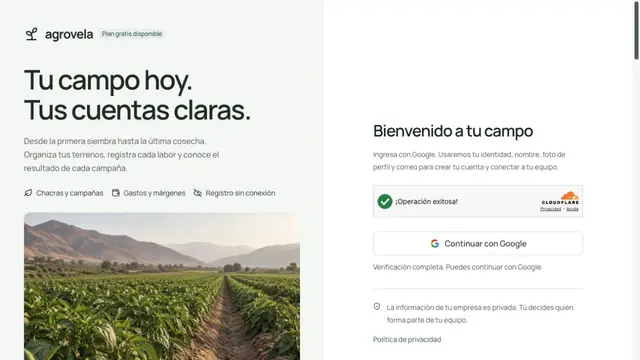 agrovela
Plan gratis disponible
Tu campo hoy.
Tus cuentas claras.
Desde la primera siembra hasta la última cosecha.
Organiza tus terrenos, registra cada labor y conoce el
resultado de cada campaña.
Chacras y campañas
Gastos y márgenes
Registro sin conexión
Bienvenido a tu campo
Ingresa con Google. Usaremos tu identidad, nombre, foto de
perfil y correo para crear tu cuenta y conectar a tu equipo.
¡Operación exitosa!
CLOUDFLARE
Privacidad • Ayuda
Continuar con Google
Verificación completa. Puedes continuar con Google.
La información de tu empresa es privada. Tú decides quién
forma parte de tu equipo.
Política de privacidad